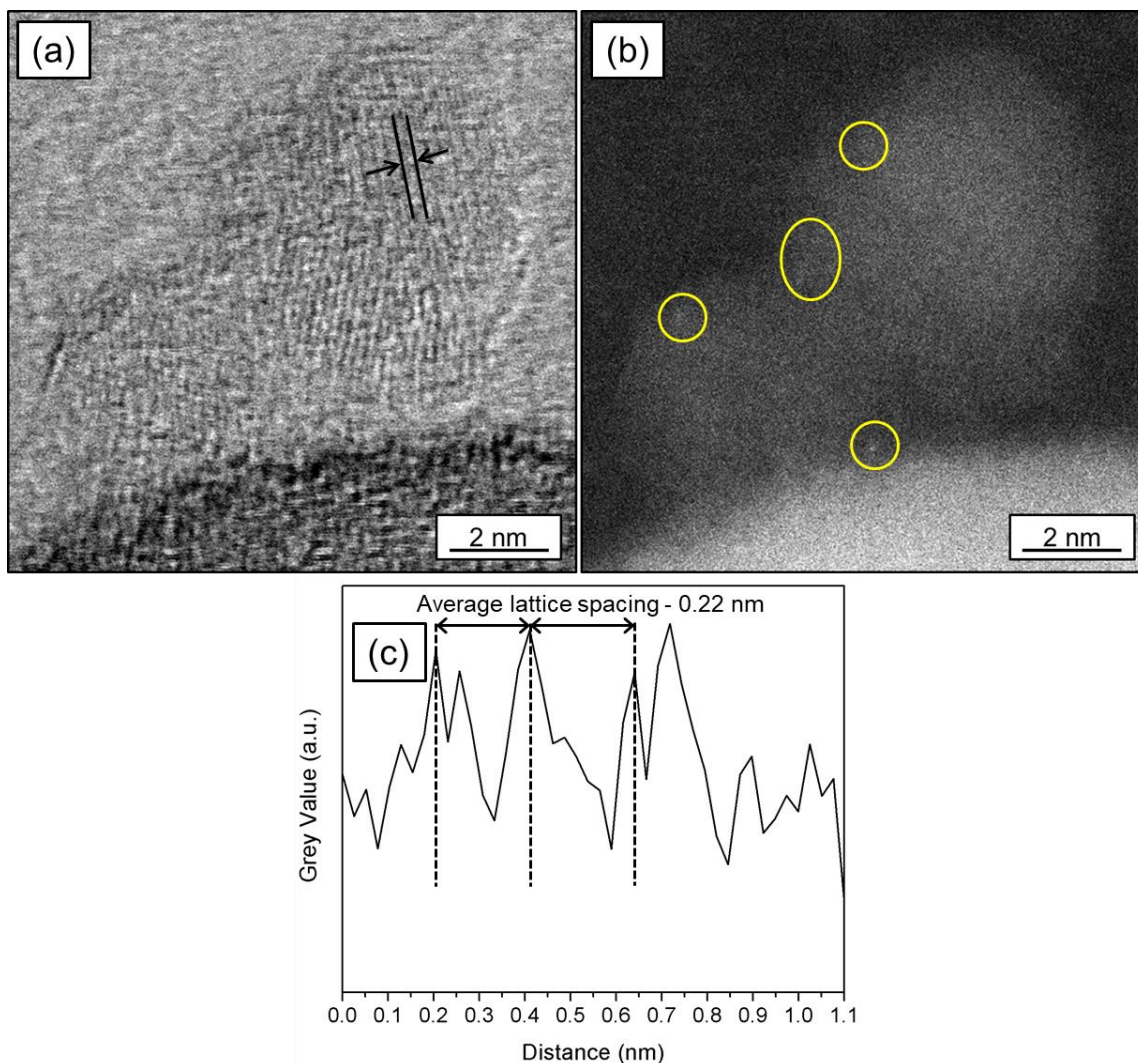 (a)
(b)
2 nm
2 nm
Average lattice spacing - 0.22 nm
(c)
Grey Value (a.u.)
0.0 0.1 0.2 0.3 0.4 0.5 0.6 0.7 0.8 0.9 1.0 1.1
Distance (nm)